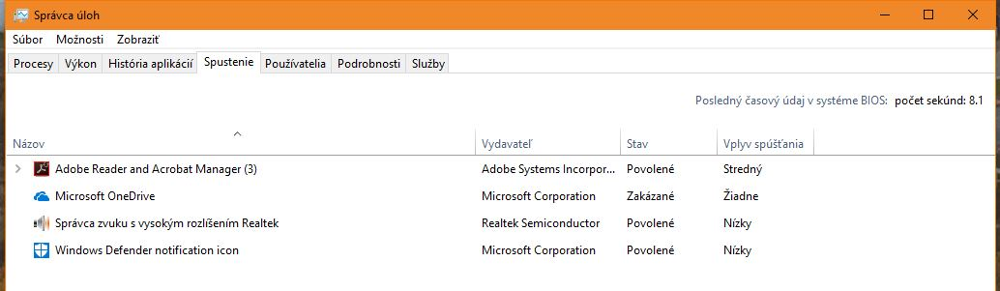 Správca úloh
Súbor Možnosti Zobraziť
Procesy Výkon História aplikácií Spustenie Používatelia Podrobnosti Služby
Posledný časový údaj v systéme BIOS: počet sekúnd: 8.1
Názov Vydavateľ Stav Vplyv spúšťania
Adobe Reader and Acrobat Manager (3) Adobe Systems Incorpor... Povolené Stredný
Microsoft OneDrive Microsoft Corporation Zakázané Žiadne
Správca zvuku s vysokým rozlíšením Realtek Realtek Semiconductor Povolené Nízky
Windows Defender notification icon Microsoft Corporation Povolené Nízky